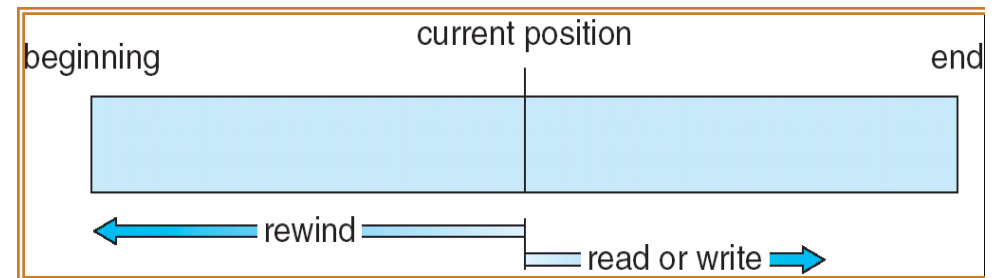 current position
beginning
end
rewind
read or write